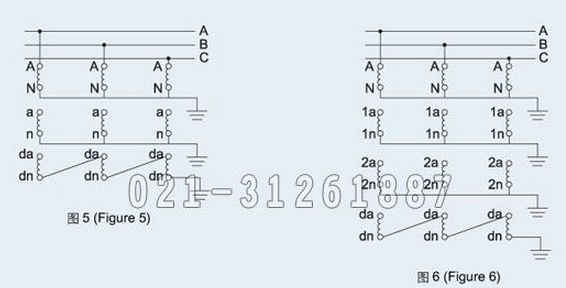 A
B
C
A A A
N N N
a a a
n n n
da da da
dn dn dn
图 5 (Figure 5)
A
B
C
A A A
N N N
1a 1a 1a
1n 1n 1n
2a 2a 2a
2n 2n 2n
da da da
dn dn dn
图 6 (Figure 6)
021-31261887